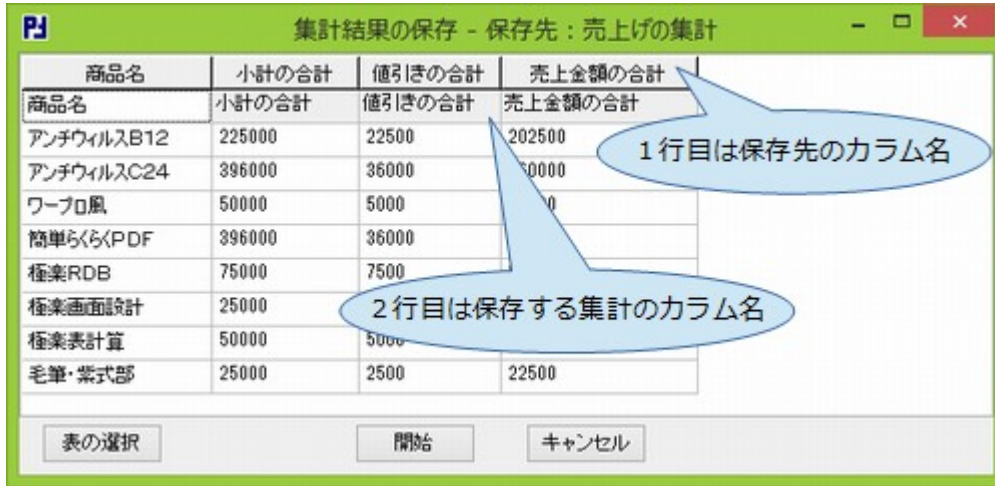 集計結果の保存 - 保存先：売上げの集計
商品名 小計の合計 値引きの合計 売上金額の合計
商品名 小計の合計 値引きの合計 売上金額の合計
アンチウィルスB12 225000 22500 202500
アンチウィルスC24 396000 36000
ワープロ風 50000 5000
簡単らくらくPDF 396000 36000
極楽RDB 75000 7500
極楽画面設計 25000
極楽表計算 50000 5000
毛筆・紫式部 25000 2500 22500
1行目は保存先のカラム名
2行目は保存する集計のカラム名
表の選択 開始 キャンセル